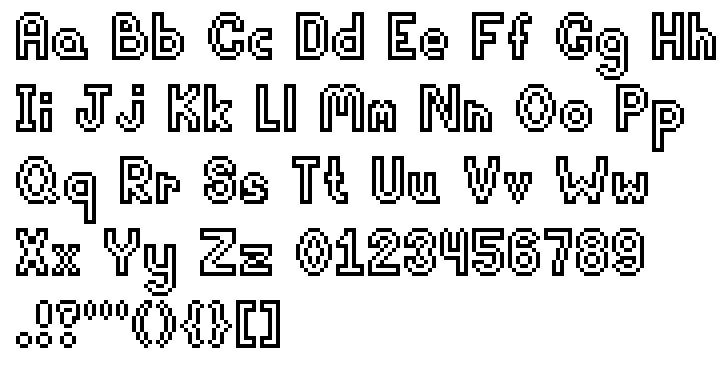 Aa Bb Cc Dd Ee Ff Gg Hh
Ii Jj Kk Ll Mm Nn Oo Pp
Qq Rr Ss Tt Uu Vv Ww
Xx Yy Zz 0123456789
.!?'"(){}[]